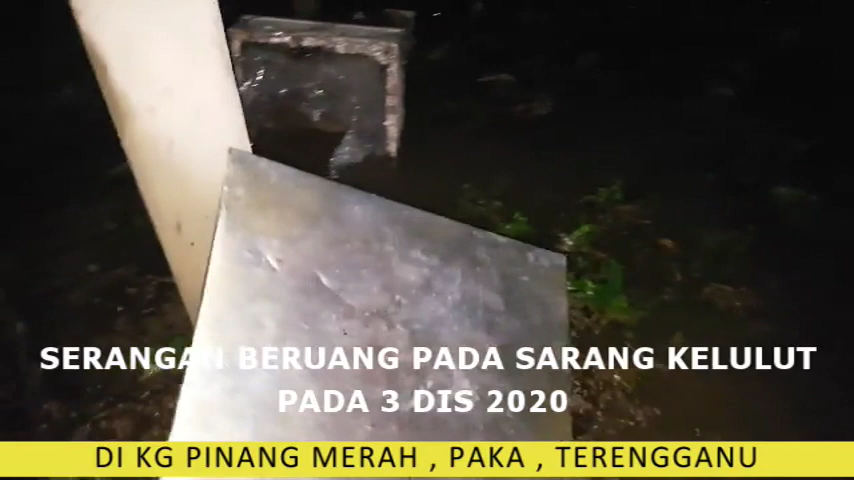 SERANGAN BERUANG PADA SARANG KELULUT
PADA 3 DIS 2020
DI KG PINANG MERAH , PAKA , TERENGGANU